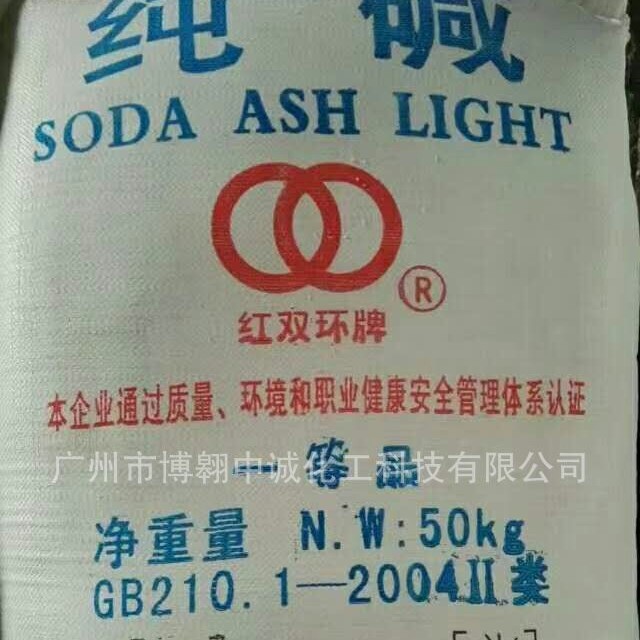 纯 碱
SODA ASH LIGHT
®
红双环牌
本企业通过质量、环境和职业健康安全管理体系认证
广州市博翱中诚化工科技有限公司
一等品
净重量 N.W:50kg
GB210.1—2004Ⅱ类